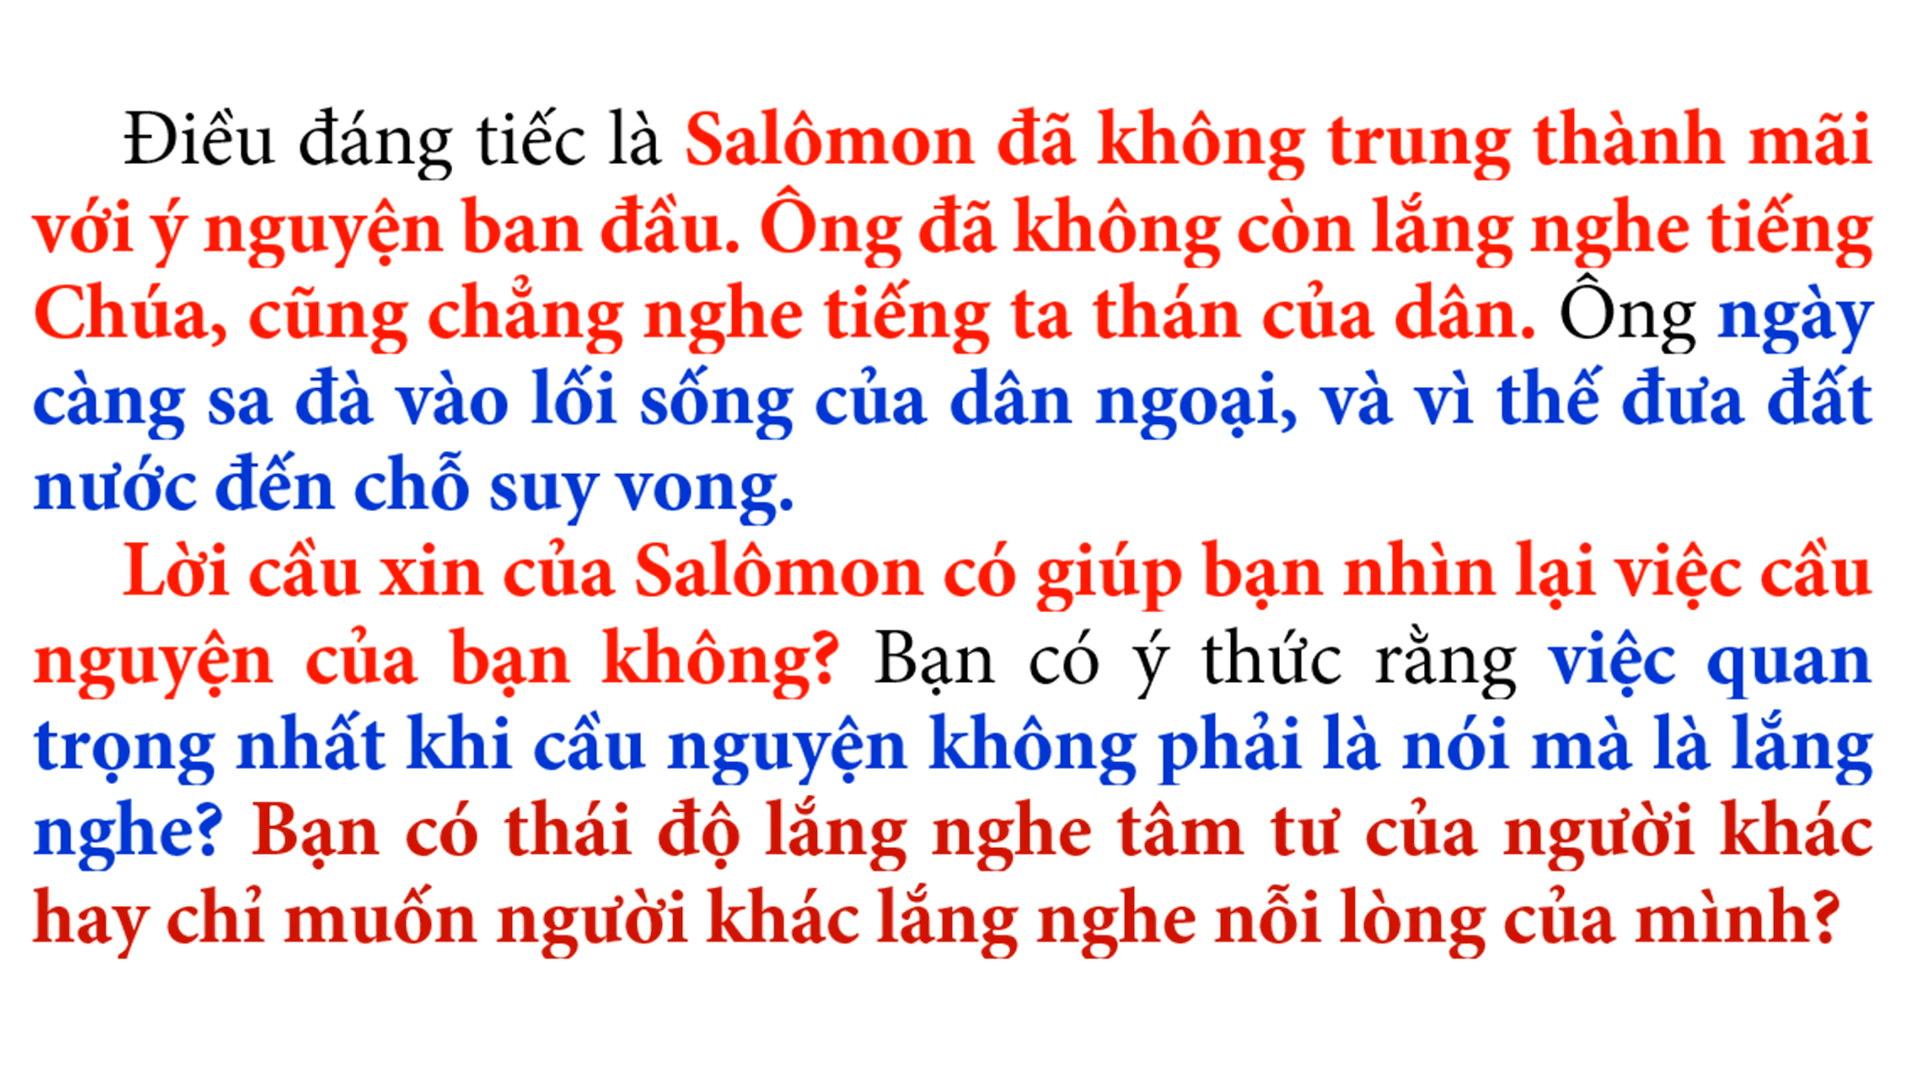 Điều đáng tiếc là Salômon đã không trung thành mãi
với ý nguyện ban đầu. Ông đã không còn lắng nghe tiếng
Chúa, cũng chẳng nghe tiếng ta thán của dân. Ông ngày
càng sa đà vào lối sống của dân ngoại, và vì thế đưa đất
nước đến chỗ suy vong.
Lời cầu xin của Salômon có giúp bạn nhìn lại việc cầu
nguyện của bạn không? Bạn có ý thức rằng việc quan
trọng nhất khi cầu nguyện không phải là nói mà là lắng
nghe? Bạn có thái độ lắng nghe tâm tư của người khác
hay chỉ muốn người khác lắng nghe nỗi lòng của mình?